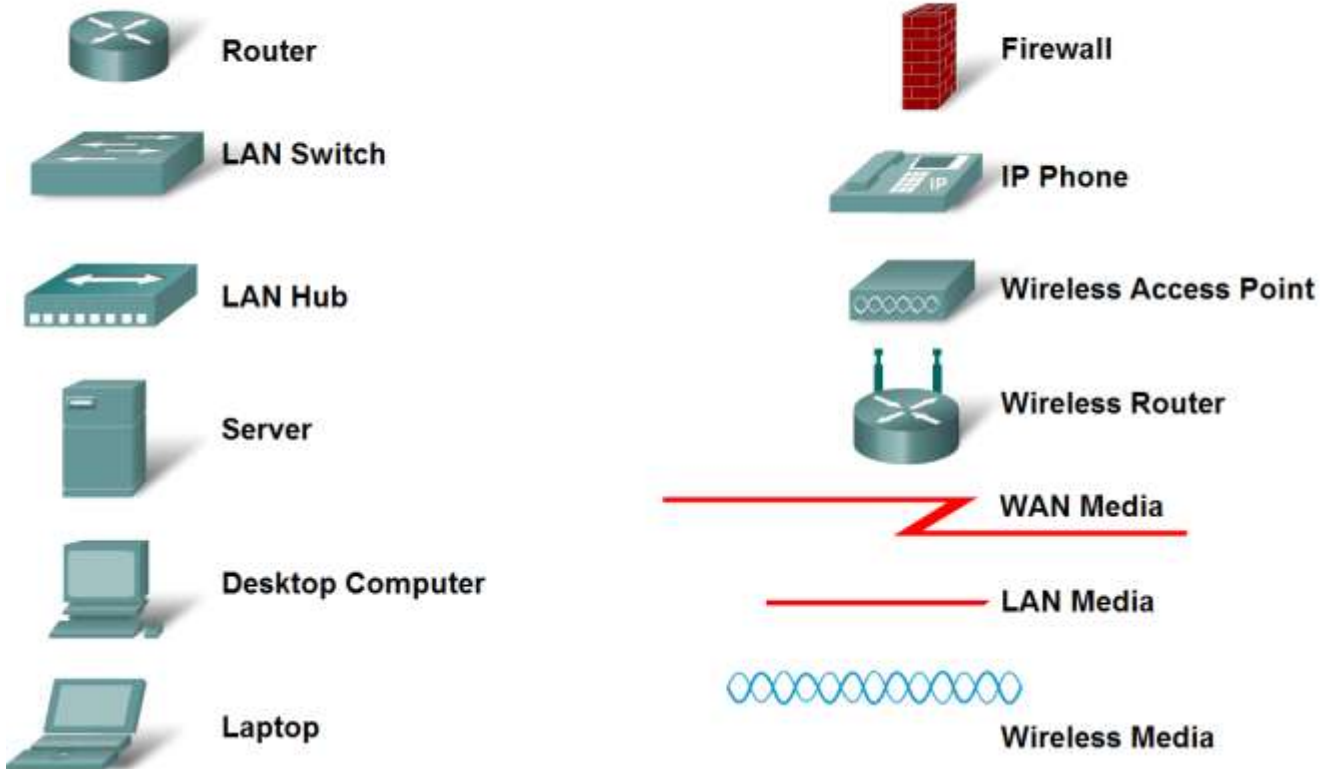 Router
LAN Switch
LAN Hub
Server
Desktop Computer
Laptop
Firewall
IP Phone
IP
Wireless Access Point
Wireless Router
WAN Media
LAN Media
Wireless Media